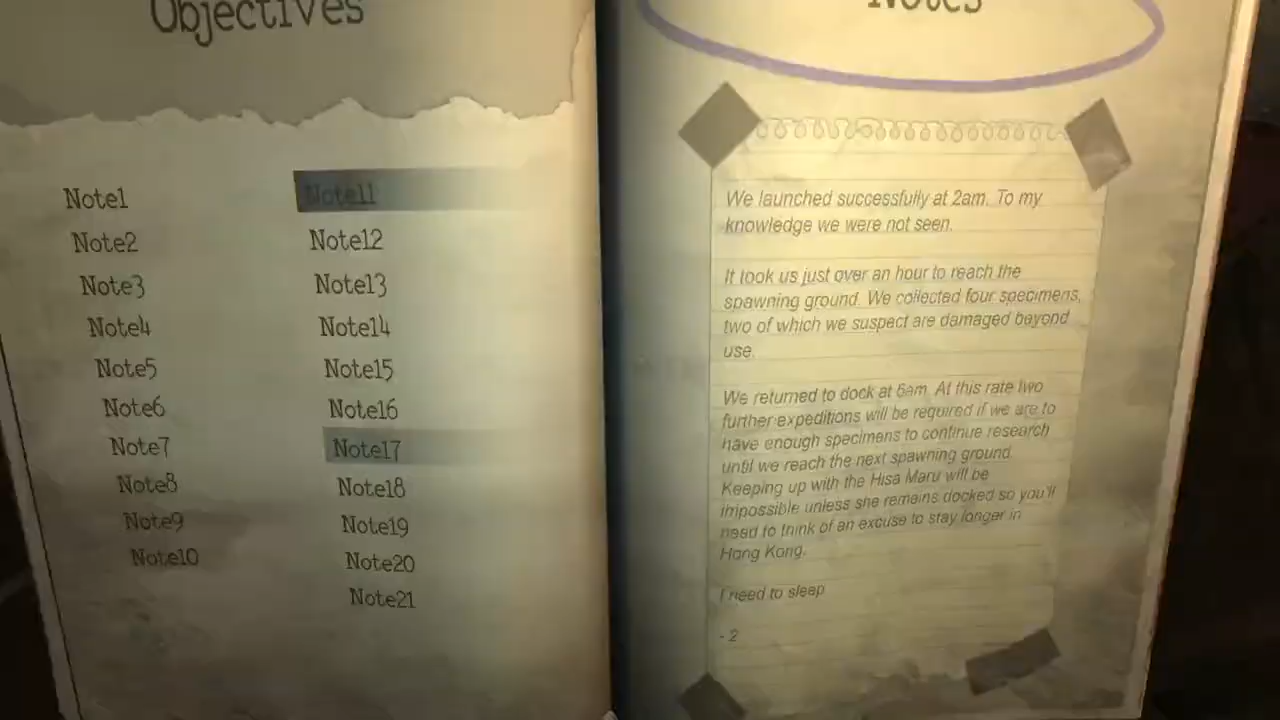 Objectives
Notes
Note1
Note2
Note3
Note4
Note5
Note6
Note7
Note8
Note9
Note10
Note11
Note12
Note13
Note14
Note15
Note16
Note17
Note18
Note19
Note20
Note21
We launched successfully at 2am. To my
knowledge we were not seen.
It took us just over an hour to reach the
spawning ground. We collected four specimens,
two of which we suspect are damaged beyond
use.
We returned to dock at 5am. At this rate two
further expeditions will be required if we are to
have enough specimens to continue research
until we reach the next spawning ground.
Keeping up with the Hisa Maru will be
impossible unless she remains docked so you'll
need to think of an excuse to stay longer in
Hong Kong.
I need to sleep
- 2